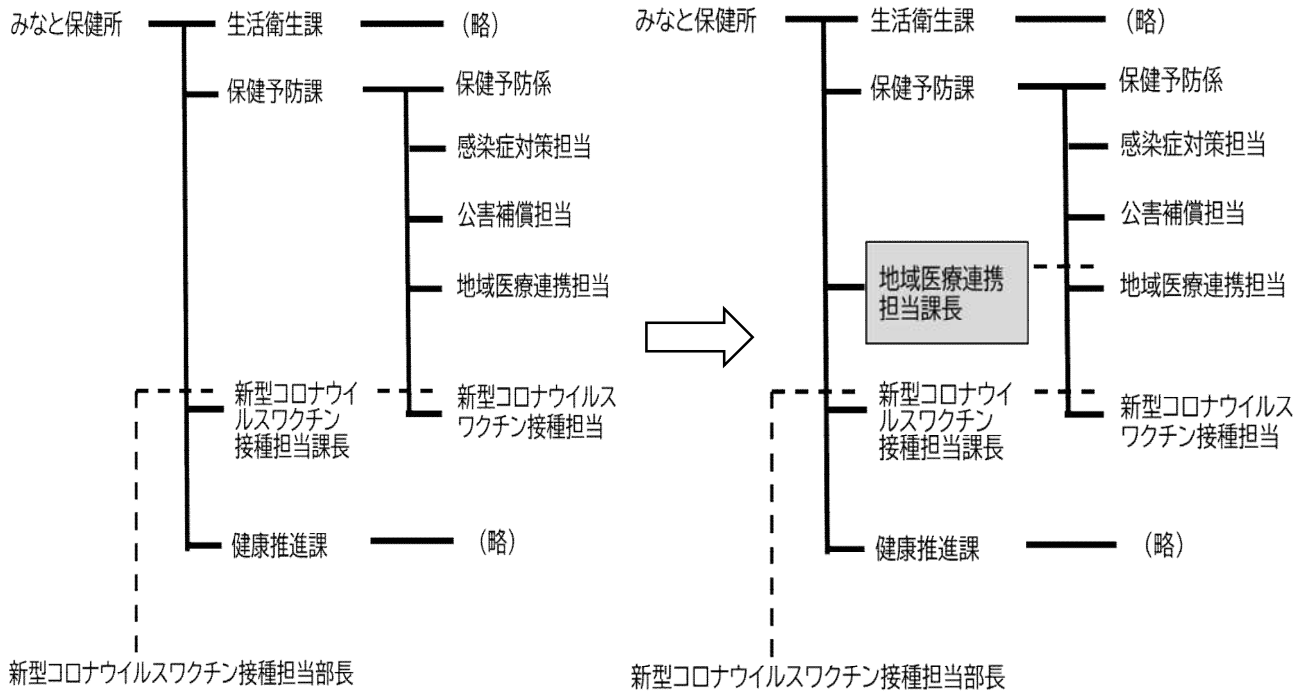 みなと保健所
生活衛生課
（略）
保健予防課
保健予防係
感染症対策担当
公害補償担当
地域医療連携担当
新型コロナウイ
ルスワクチン
接種担当課長
新型コロナウイルス
ワクチン接種担当
健康推進課
（略）
新型コロナウイルスワクチン接種担当部長
みなと保健所
生活衛生課
（略）
保健予防課
保健予防係
感染症対策担当
公害補償担当
地域医療連携
担当課長
地域医療連携担当
新型コロナウイ
ルスワクチン
接種担当課長
新型コロナウイルス
ワクチン接種担当
健康推進課
（略）
新型コロナウイルスワクチン接種担当部長